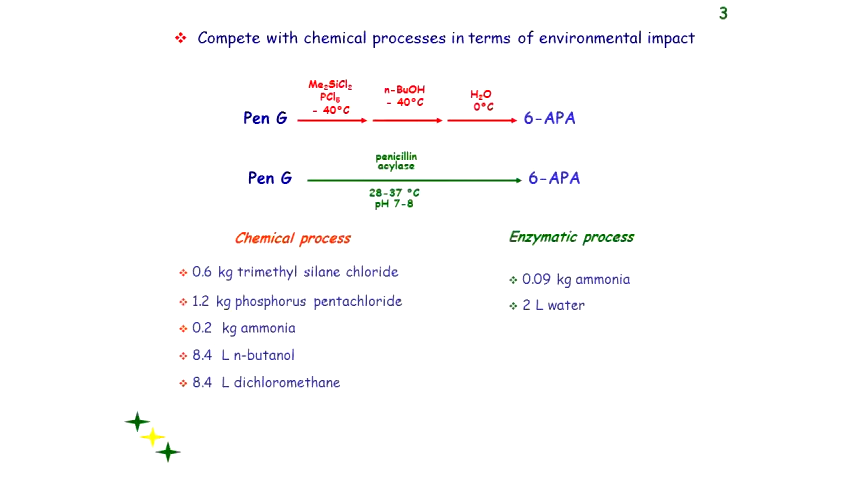 3
❖ Compete with chemical processes in terms of environmental impact
Me₂SiCl₂
PCl₅
- 40°C
n-BuOH
- 40°C
H₂O
0°C
Pen G
6-APA
penicillin
acylase
Pen G
6-APA
28-37 °C
pH 7-8
Chemical process
Enzymatic process
❖ 0.6 kg trimethyl silane chloride
❖ 1.2 kg phosphorus pentachloride
❖ 0.2 kg ammonia
❖ 8.4 L n-butanol
❖ 8.4 L dichloromethane
❖ 0.09 kg ammonia
❖ 2 L water